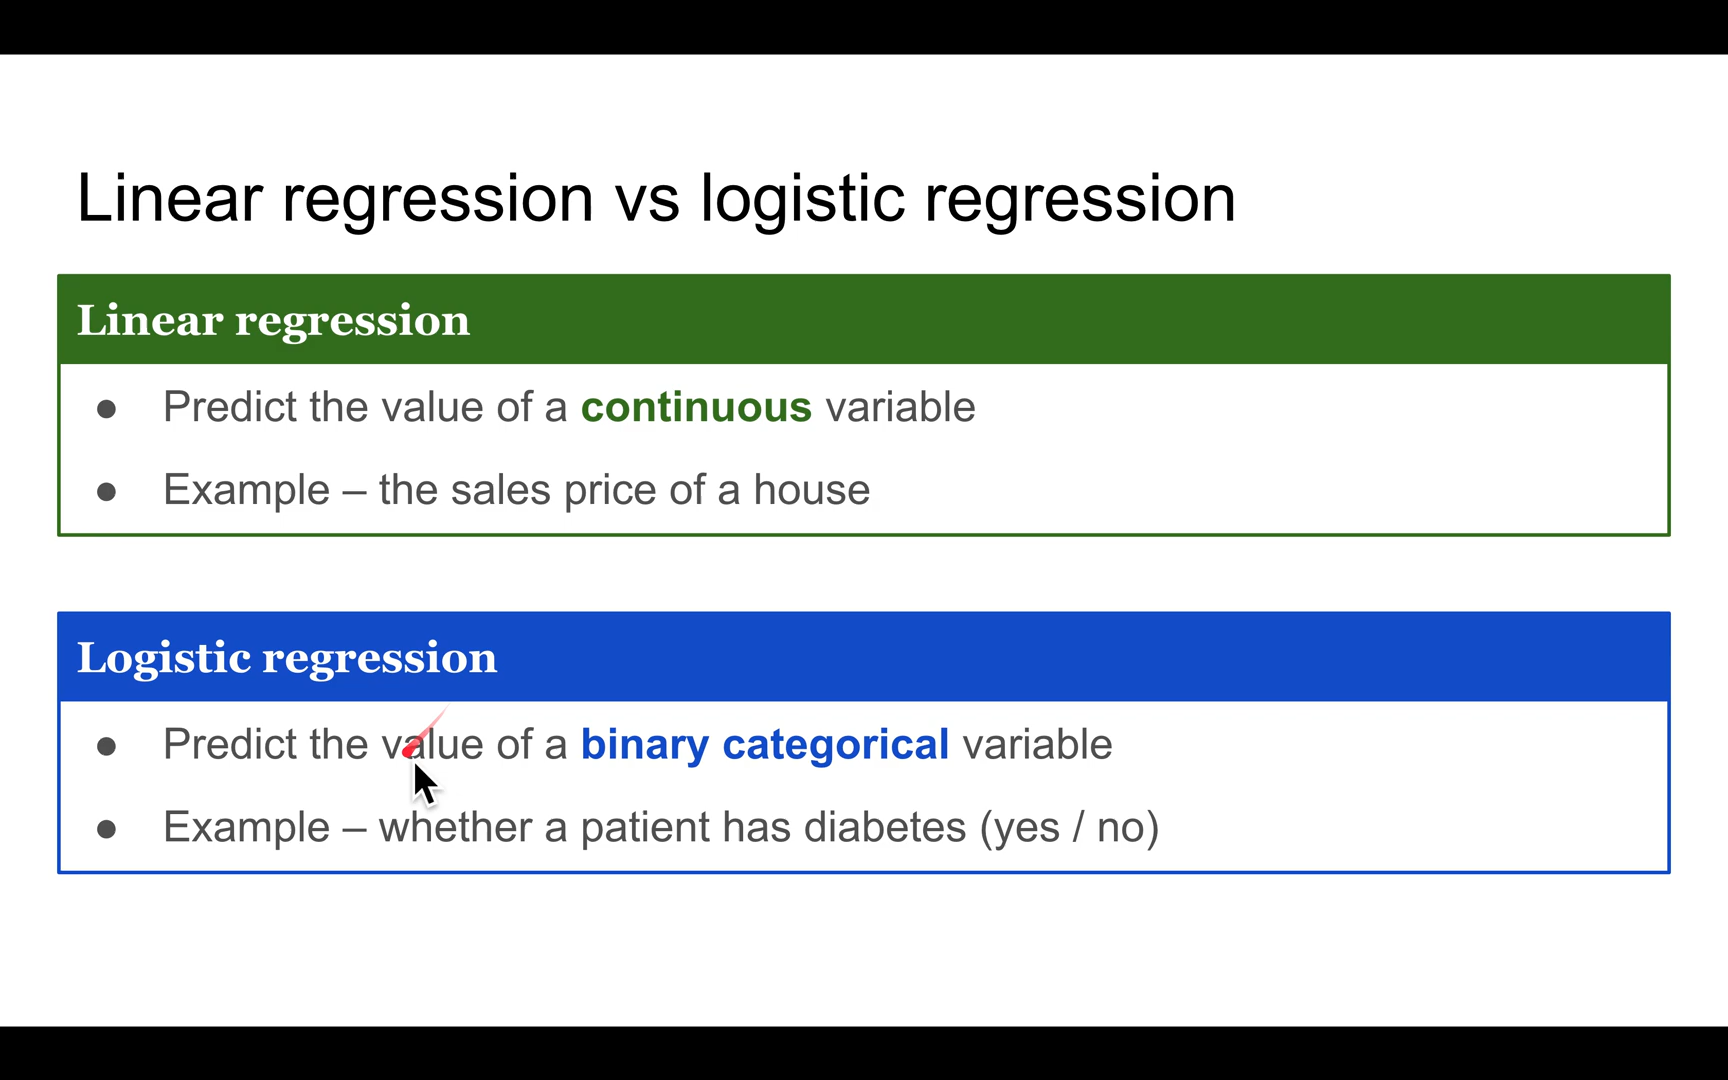 Linear regression vs logistic regression
Linear regression
● Predict the value of a continuous variable
● Example – the sales price of a house
Logistic regression
● Predict the value of a binary categorical variable
● Example – whether a patient has diabetes (yes / no)